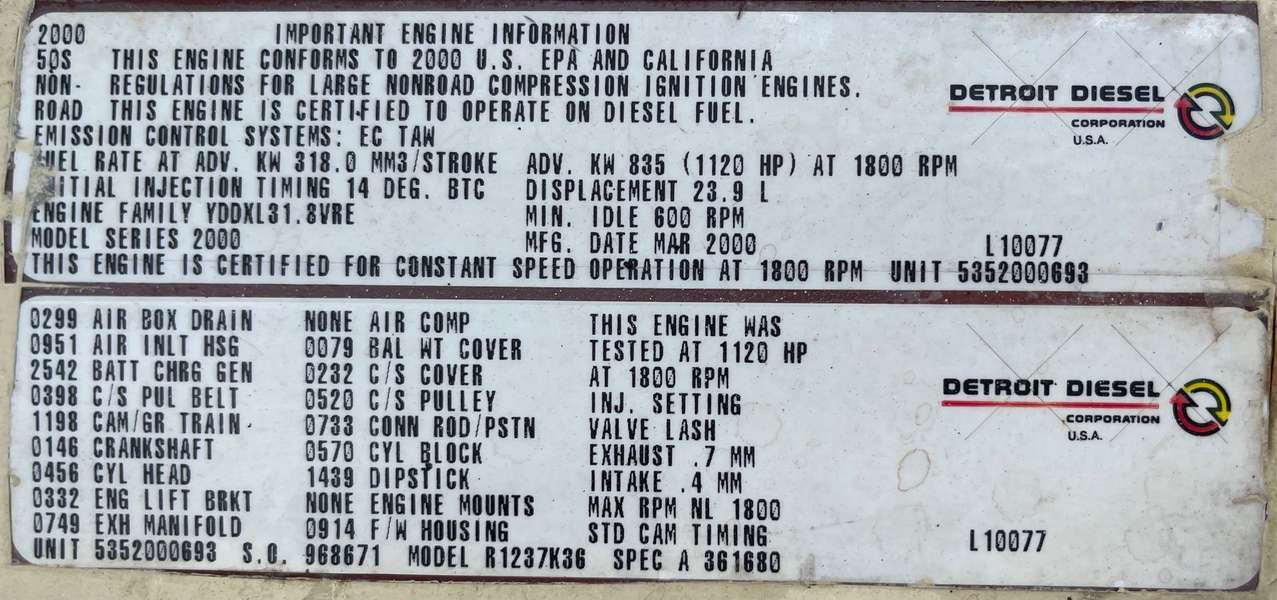 2000 IMPORTANT ENGINE INFORMATION
50S THIS ENGINE CONFORMS TO 2000 U.S. EPA AND CALIFORNIA
NON- REGULATIONS FOR LARGE NONROAD COMPRESSION IGNITION ENGINES.
ROAD THIS ENGINE IS CERTIFIED TO OPERATE ON DIESEL FUEL.
EMISSION CONTROL SYSTEMS: EC TAW
FUEL RATE AT ADV. KW 318.0 MM3/STROKE ADV. KW 835 (1120 HP) AT 1800 RPM
INITIAL INJECTION TIMING 14 DEG. BTC DISPLACEMENT 23.9 L
ENGINE FAMILY YDDXL31.8VRE MIN. IDLE 600 RPM
MODEL SERIES 2000 MFG. DATE MAR 2000 L10077
THIS ENGINE IS CERTIFIED FOR CONSTANT SPEED OPERATION AT 1800 RPM UNIT 5352000693
DETROIT DIESEL
CORPORATION
U.S.A.
0299 AIR BOX DRAIN NONE AIR COMP THIS ENGINE WAS
0951 AIR INLT HSG 0079 BAL WT COVER TESTED AT 1120 HP
2542 BATT CHRG GEN 0232 C/S COVER AT 1800 RPM
0398 C/S PUL BELT 0520 C/S PULLEY INJ. SETTING
1198 CAM/GR TRAIN 0733 CONN ROD/PSTN VALVE LASH
0146 CRANKSHAFT 0570 CYL BLOCK EXHAUST .7 MM
0456 CYL HEAD 1439 DIPSTICK INTAKE .4 MM
0332 ENG LIFT BRKT NONE ENGINE MOUNTS MAX RPM NL 1800
0749 EXH MANIFOLD 0914 F/W HOUSING STD CAM TIMING L10077
UNIT 5352000693 S.O. 968671 MODEL R1237K36 SPEC A 361680
DETROIT DIESEL
CORPORATION
U.S.A.